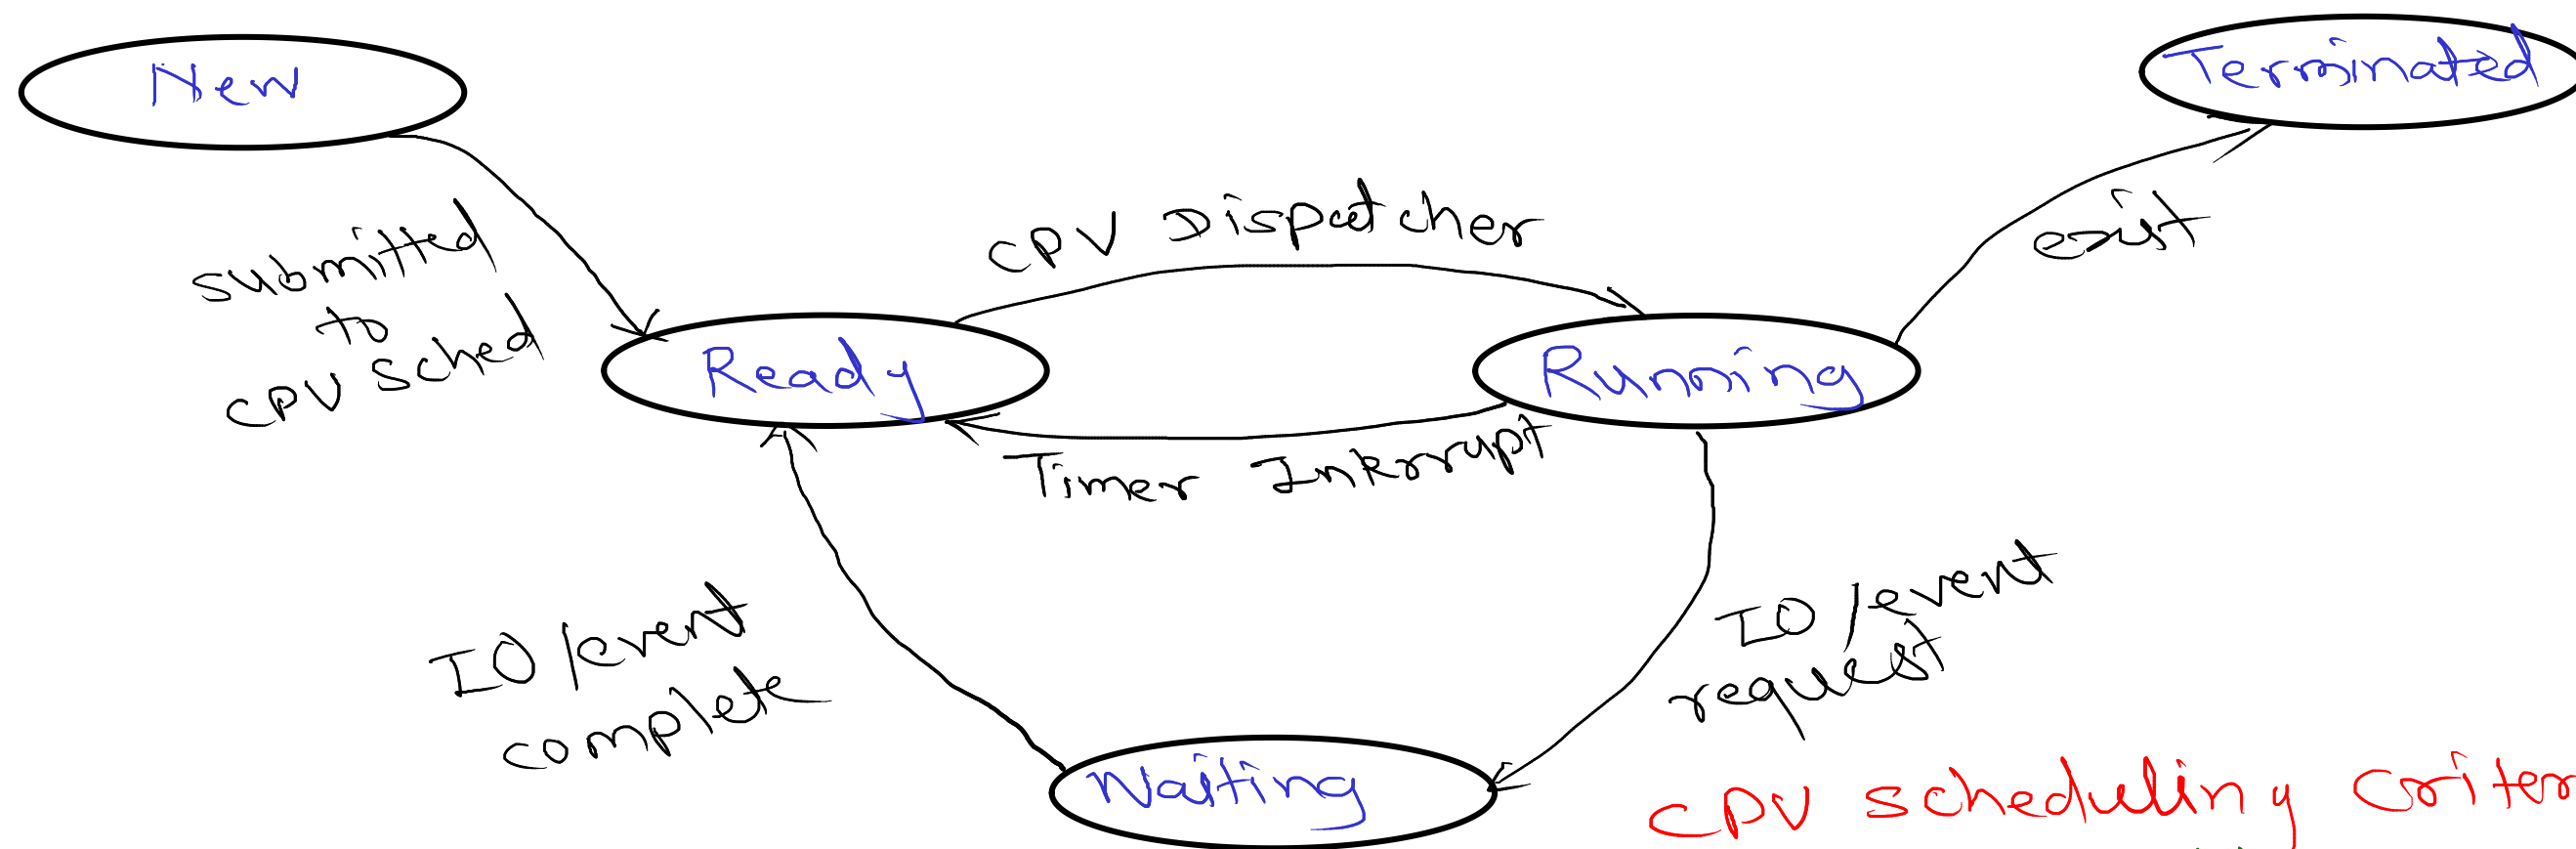 New
Terminated
submitted
to
CPU Sched
CPU Dispatcher
exit
Ready
Running
Timer Interrupt
IO/event
complete
IO/event
request
Waiting
CPU scheduling Criter